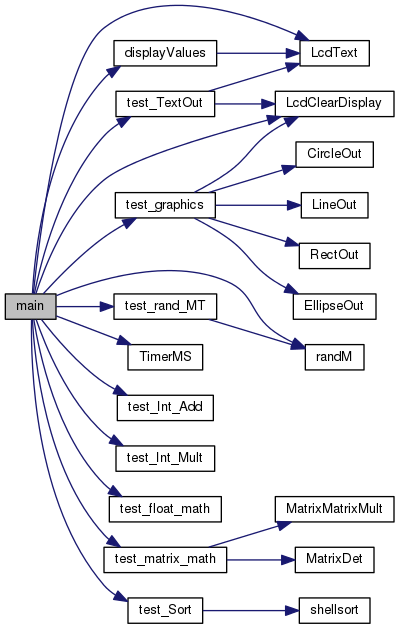 displayValues
LcdText
test_TextOut
LcdClearDisplay
CircleOut
test_graphics
LineOut
RectOut
main
test_rand_MT
EllipseOut
TimerMS
randM
test_Int_Add
test_Int_Mult
test_float_math
MatrixMatrixMult
test_matrix_math
MatrixDet
test_Sort
shellsort